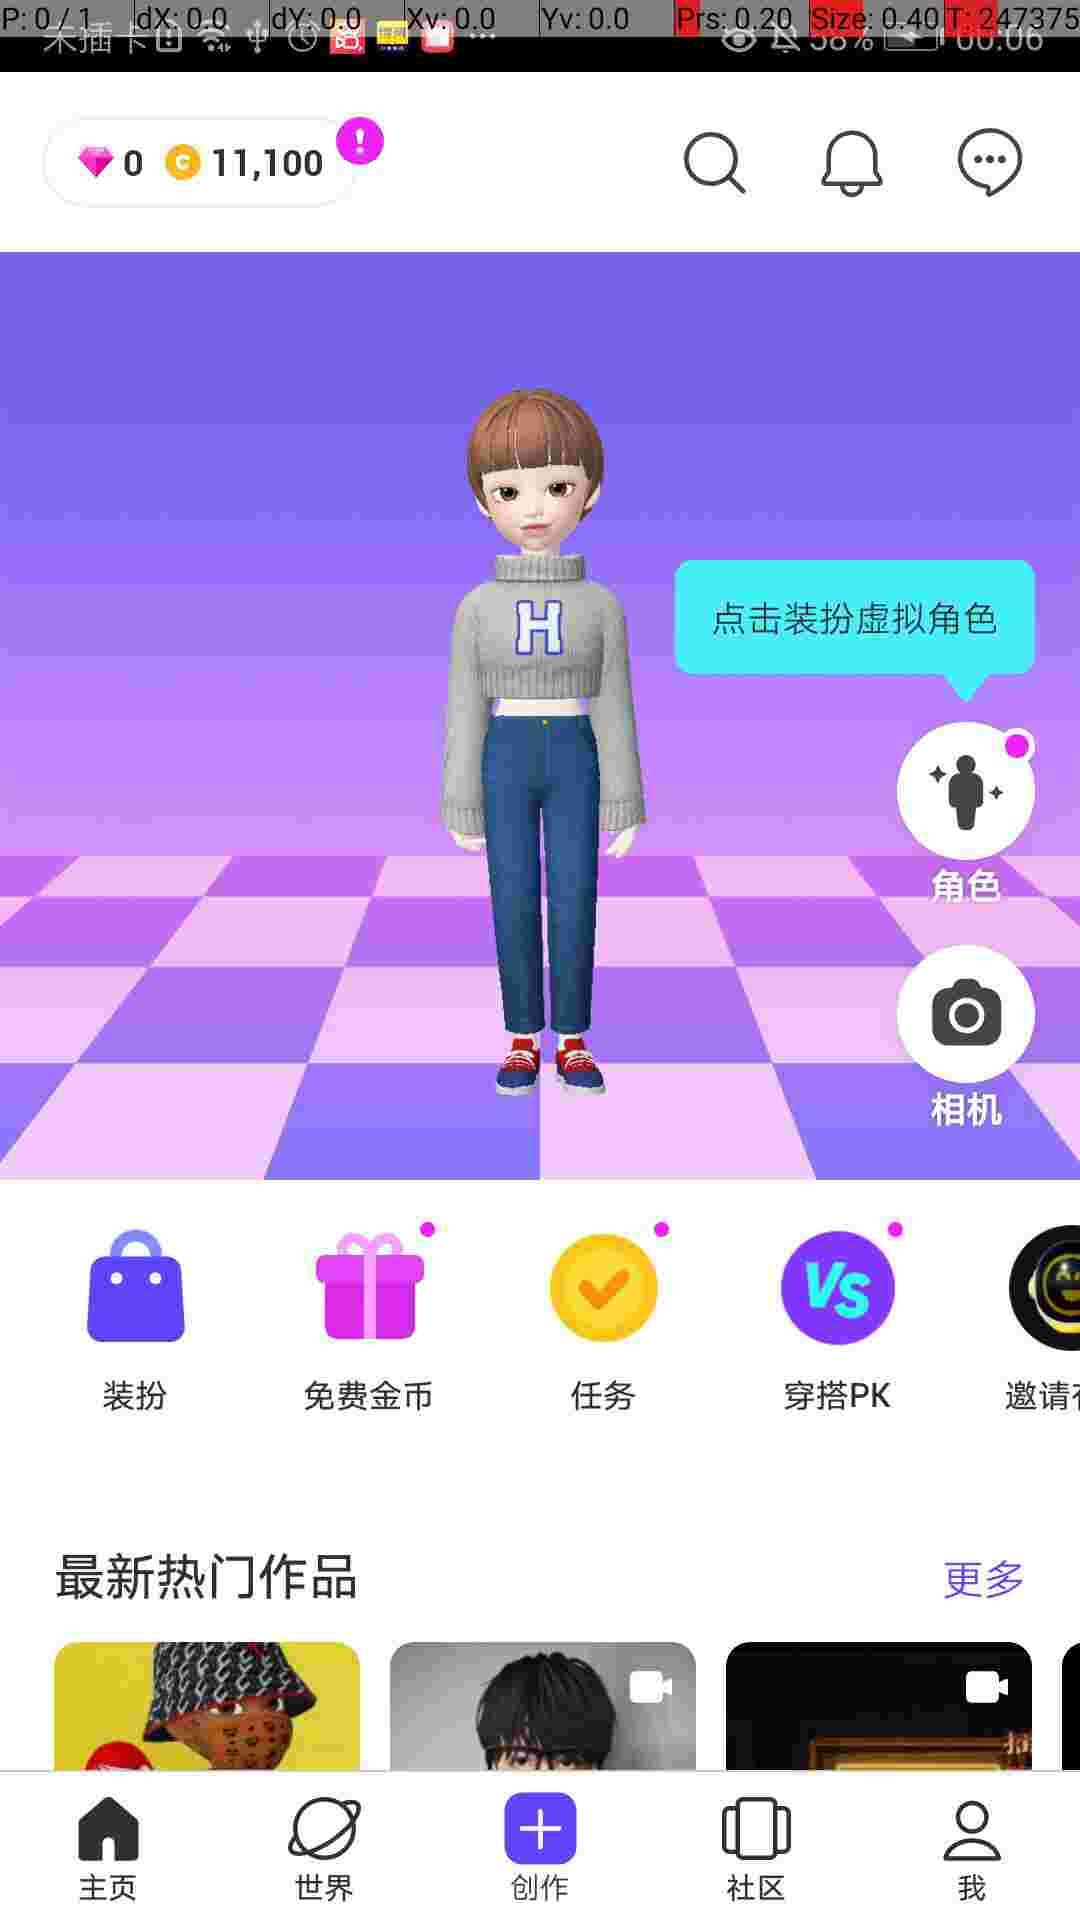 P: 0 / 1 dX: 0.0 dY: 0.0 Xv: 0.0 Yv: 0.0 Prs: 0.20 Size: 0.40 T: 247375
未插卡 58% 00:06
0 C 11,100
H
点击装扮虚拟角色
角色
相机
VS
装扮 免费金币 任务 穿搭PK 邀请
最新热门作品 更多
主页 世界 创作 社区 我